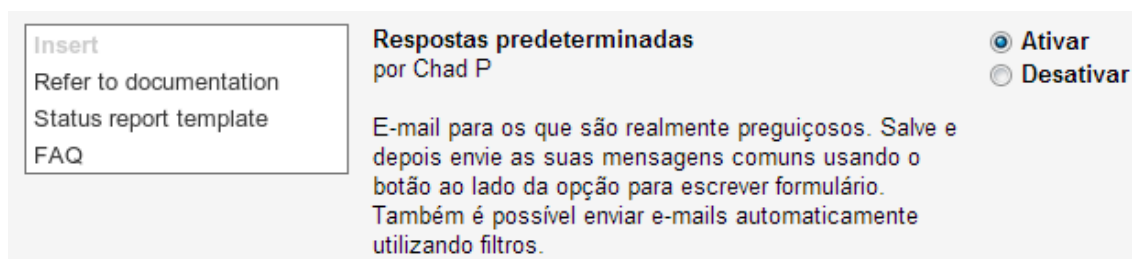 Insert
Refer to documentation
Status report template
FAQ
Respostas predeterminadas
por Chad P
E-mail para os que são realmente preguiçosos. Salve e
depois envie as suas mensagens comuns usando o
botão ao lado da opção para escrever formulário.
Também é possível enviar e-mails automaticamente
utilizando filtros.
Ativar
Desativar